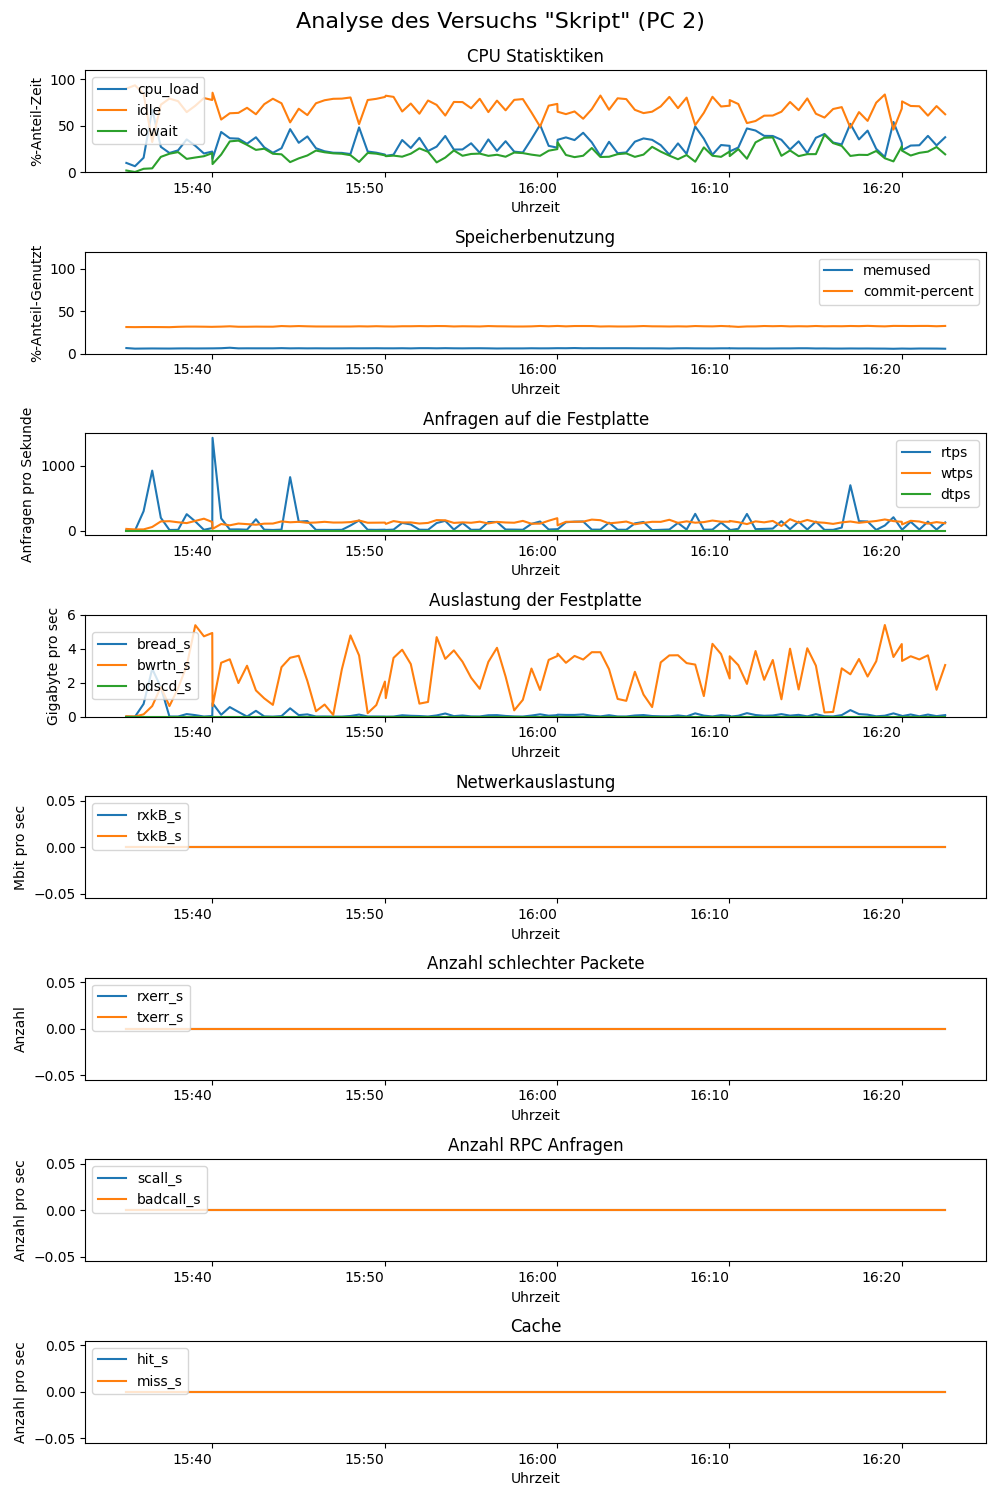 Analyse des Versuchs "Skript" (PC 2)
CPU Statisktiken
%-Anteil-Zeit
100
50
0
cpu_load
idle
iowait
15:40 15:50 16:00 16:10 16:20
Uhrzeit
Speicherbenutzung
%-Anteil-Genutzt
100
50
0
memused
commit-percent
15:40 15:50 16:00 16:10 16:20
Uhrzeit
Anfragen auf die Festplatte
Anfragen pro Sekunde
1000
0
rtps
wtps
dtps
15:40 15:50 16:00 16:10 16:20
Uhrzeit
Auslastung der Festplatte
Gigabyte pro sec
6
4
2
0
bread_s
bwrtn_s
bdscd_s
15:40 15:50 16:00 16:10 16:20
Uhrzeit
Netwerkauslastung
Mbit pro sec
0.05
0.00
−0.05
rxkB_s
txkB_s
15:40 15:50 16:00 16:10 16:20
Uhrzeit
Anzahl schlechter Packete
Anzahl
0.05
0.00
−0.05
rxerr_s
txerr_s
15:40 15:50 16:00 16:10 16:20
Uhrzeit
Anzahl RPC Anfragen
Anzahl pro sec
0.05
0.00
−0.05
scall_s
badcall_s
15:40 15:50 16:00 16:10 16:20
Uhrzeit
Cache
Anzahl pro sec
0.05
0.00
−0.05
hit_s
miss_s
15:40 15:50 16:00 16:10 16:20
Uhrzeit